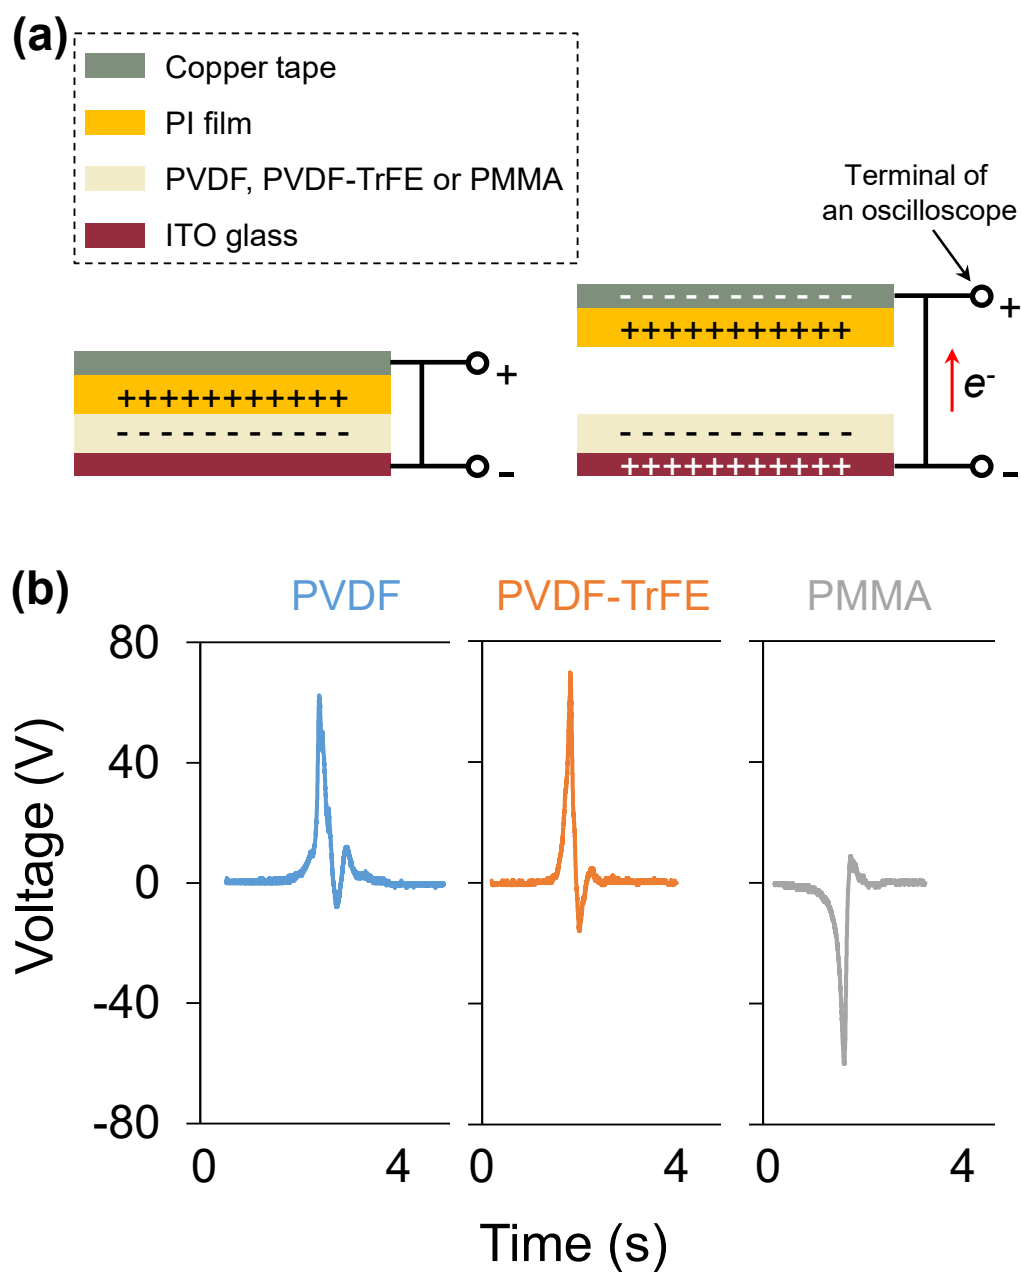 (a)
Copper tape
PI film
PVDF, PVDF-TrFE or PMMA
ITO glass
Terminal of
an oscilloscope
- - - - - - - - - - -
+
+++++++++++
+
+++++++++++
e-
- - - - - - - - - - -
- - - - - - - - - - -
+++++++++++
-
-
(b)
PVDF PVDF-TrFE PMMA
80
40
0
-40
-80
Voltage (V)
0 4 0 4 0 4
Time (s)